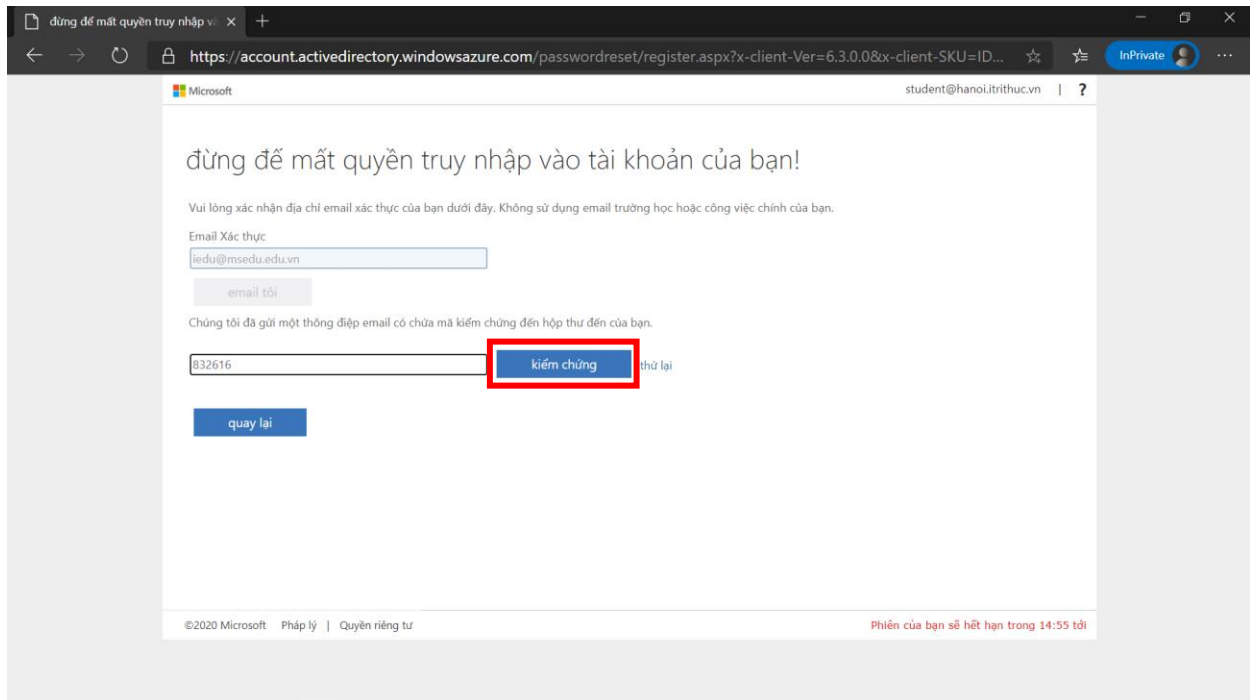 đừng để mất quyền truy nhập và
https://account.activedirectory.windowsazure.com/passwordreset/register.aspx?x-client-Ver=6.3.0.0&x-client-SKU=ID...
InPrivate
Microsoft
student@hanoi.itrithuc.vn | ?
đừng để mất quyền truy nhập vào tài khoản của bạn!
Vui lòng xác nhận địa chỉ email xác thực của bạn dưới đây. Không sử dụng email trường học hoặc công việc chính của bạn.
Email Xác thực
iedu@msedu.edu.vn
email tôi
Chúng tôi đã gửi một thông điệp email có chứa mã kiểm chứng đến hộp thư đến của bạn.
832616
kiểm chứng
thử lại
quay lại
©2020 Microsoft Pháp lý | Quyền riêng tư
Phiên của bạn sẽ hết hạn trong 14:55 tới